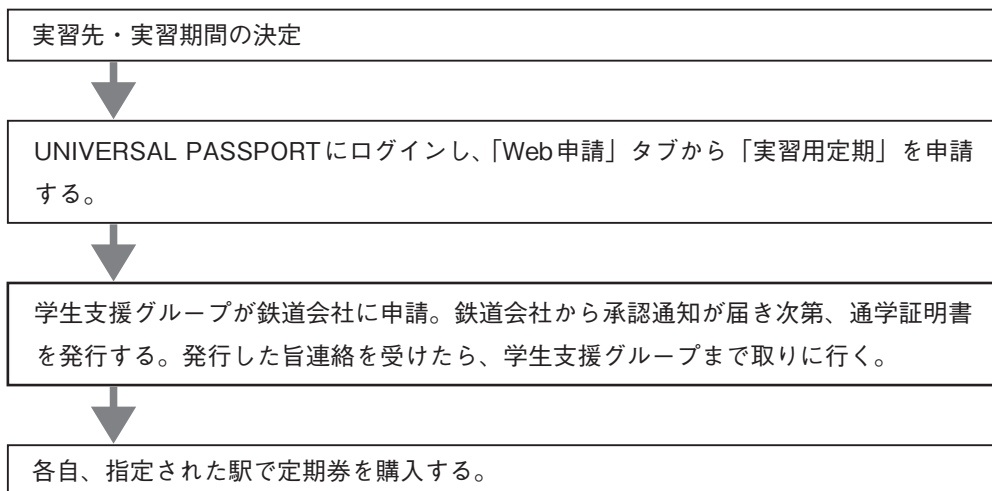 実習先・実習期間の決定
UNIVERSAL PASSPORTにログインし、「Web申請」タブから「実習用定期」を申請
する。
学生支援グループが鉄道会社に申請。鉄道会社から承認通知が届き次第、通学証明書
を発行する。発行した旨連絡を受けたら、学生支援グループまで取りに行く。
各自、指定された駅で定期券を購入する。